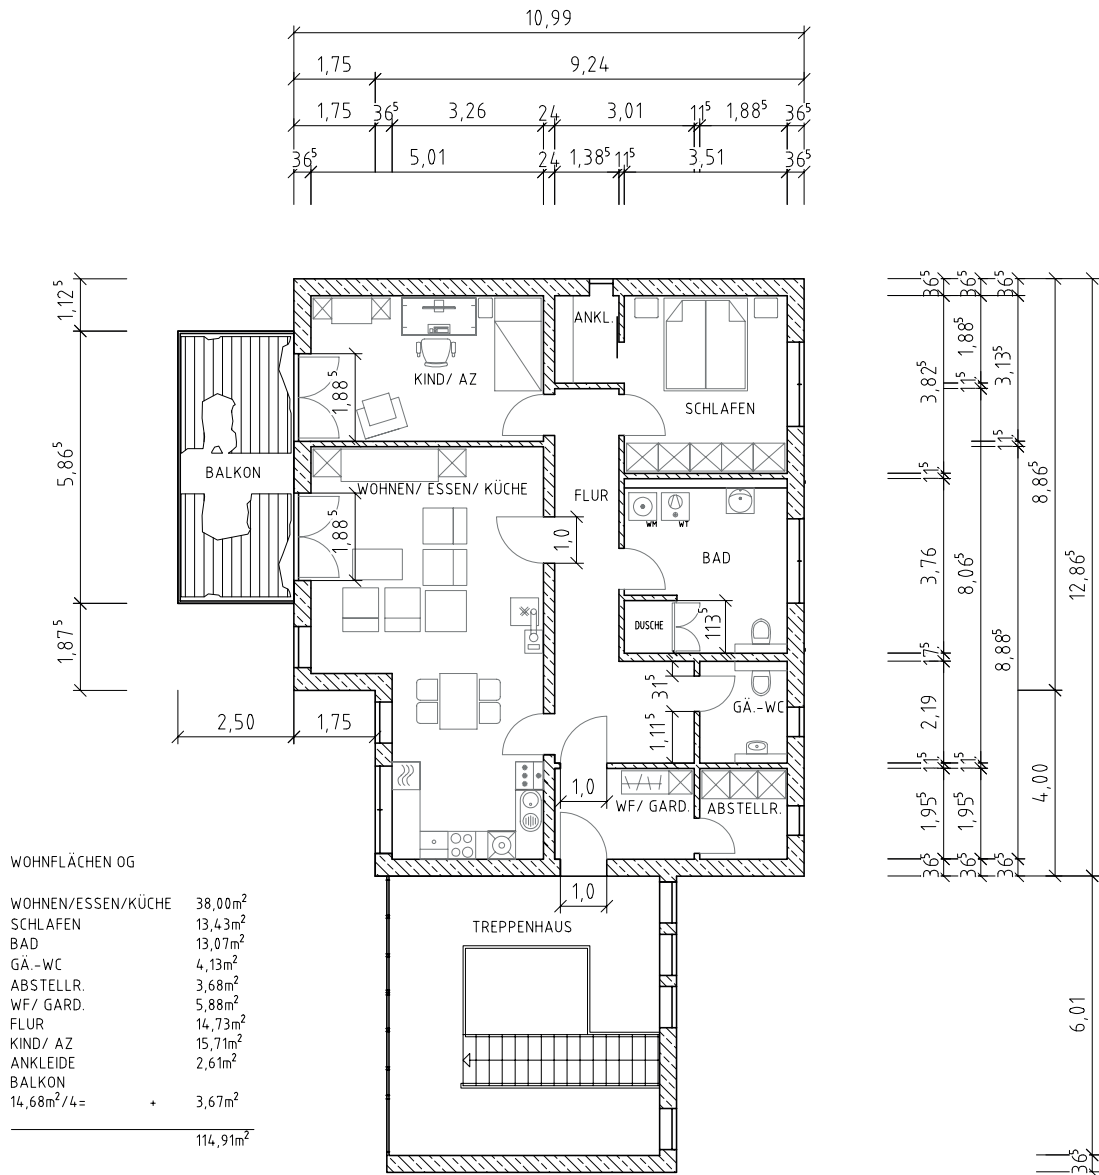 10,99
1,75 9,24
1,75 36⁵ 3,26 24 3,01 11⁵ 1,88⁵ 36⁵
36⁵ 5,01 24 1,38⁵ 11⁵ 3,51 36⁵
1,12⁵
5,86⁵
1,87⁵
2,50 1,75
KIND/ AZ
ANKL.
SCHLAFEN
1,88⁵
BALKON
WOHNEN/ ESSEN/ KÜCHE
FLUR
1,88⁵
1,0
WM WT
BAD
DUSCHE
113⁵
31⁵
GÄ.-WC
1,11⁵
1,0
WF/ GARD.
ABSTELLR.
1,0
TREPPENHAUS
36⁵ 3,82⁵ 11⁵ 3,76 17⁵ 2,19 11⁵ 1,95⁵ 36⁵
36⁵ 1,88⁵ 11⁵ 8,06⁵ 11⁵ 1,95⁵ 36⁵
36⁵ 3,13⁵ 11⁵ 8,88⁵ 36⁵
8,86⁵ 4,00
12,86⁵ 6,01 36⁵
WOHNFLÄCHEN OG
WOHNEN/ESSEN/KÜCHE 38,00m²
SCHLAFEN 13,43m²
BAD 13,07m²
GÄ.-WC 4,13m²
ABSTELLR. 3,68m²
WF/ GARD. 5,88m²
FLUR 14,73m²
KIND/ AZ 15,71m²
ANKLEIDE 2,61m²
BALKON
14,68m²/4= + 3,67m²
114,91m²